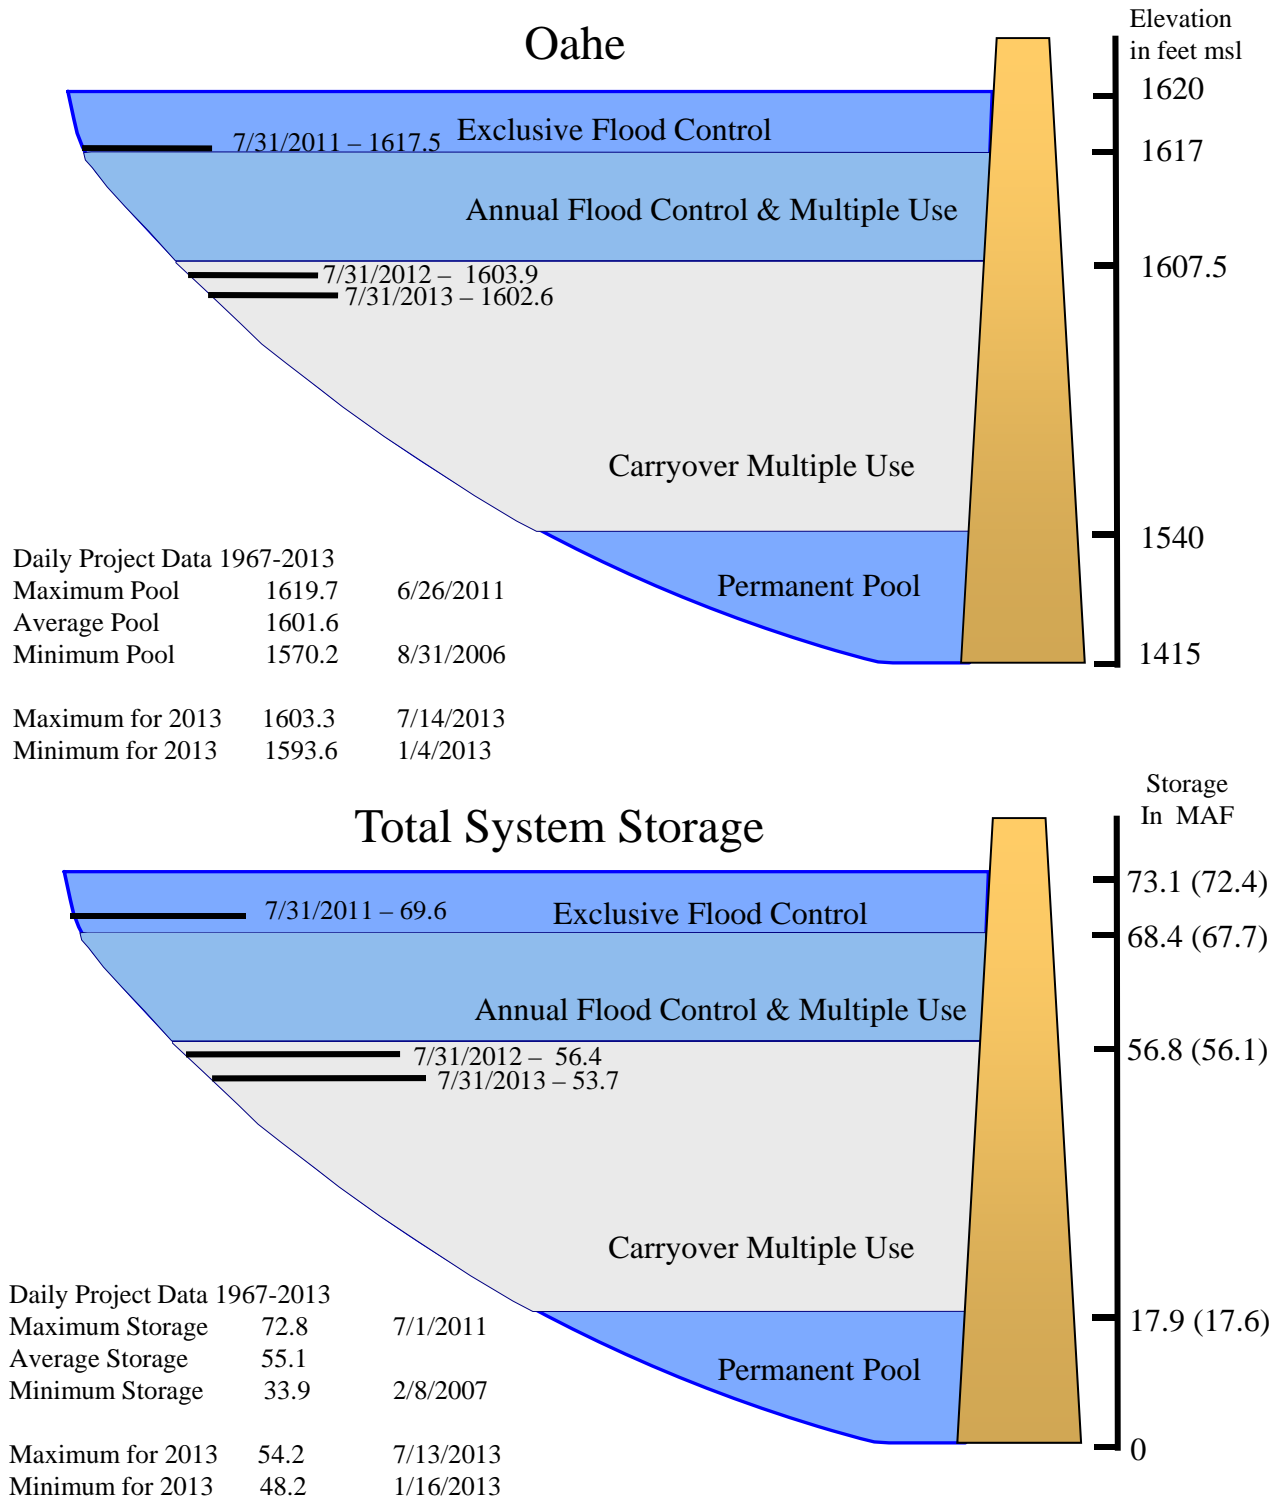 Oahe
Elevation
in feet msl
1620
7/31/2011 – 1617.5
Exclusive Flood Control
1617
Annual Flood Control & Multiple Use
1607.5
7/31/2012 – 1603.9
7/31/2013 – 1602.6
Carryover Multiple Use
1540
Permanent Pool
1415
Daily Project Data 1967-2013
Maximum Pool 1619.7 6/26/2011
Average Pool 1601.6
Minimum Pool 1570.2 8/31/2006
Maximum for 2013 1603.3 7/14/2013
Minimum for 2013 1593.6 1/4/2013
Total System Storage
Storage
In MAF
73.1 (72.4)
7/31/2011 – 69.6
Exclusive Flood Control
68.4 (67.7)
Annual Flood Control & Multiple Use
56.8 (56.1)
7/31/2012 – 56.4
7/31/2013 – 53.7
Carryover Multiple Use
17.9 (17.6)
Permanent Pool
0
Daily Project Data 1967-2013
Maximum Storage 72.8 7/1/2011
Average Storage 55.1
Minimum Storage 33.9 2/8/2007
Maximum for 2013 54.2 7/13/2013
Minimum for 2013 48.2 1/16/2013